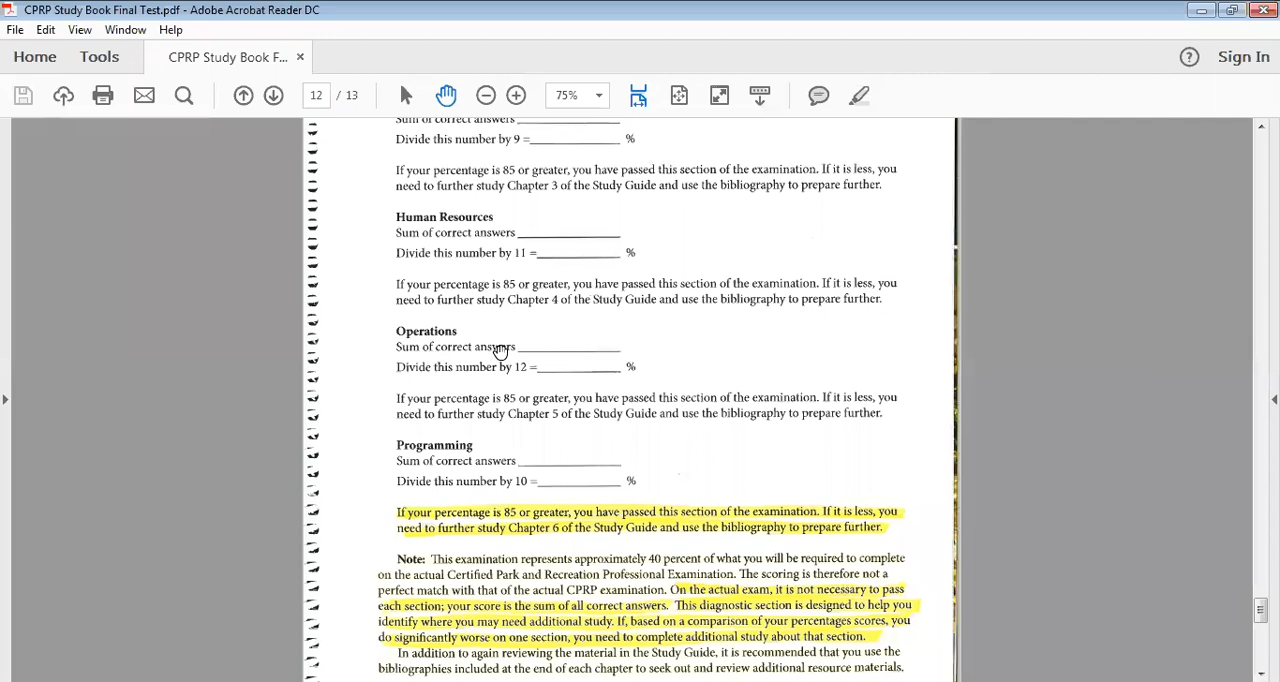 CPRP Study Book Final Test.pdf - Adobe Acrobat Reader DC
File Edit View Window Help
Home Tools CPRP Study Book F... × Sign In
12 / 13 75%
Sum of correct answers
Divide this number by 9 = %
If your percentage is 85 or greater, you have passed this section of the examination. If it is less, you
need to further study Chapter 3 of the Study Guide and use the bibliography to prepare further.
Human Resources
Sum of correct answers
Divide this number by 11 = %
If your percentage is 85 or greater, you have passed this section of the examination. If it is less, you
need to further study Chapter 4 of the Study Guide and use the bibliography to prepare further.
Operations
Sum of correct answers
Divide this number by 12 = %
If your percentage is 85 or greater, you have passed this section of the examination. If it is less, you
need to further study Chapter 5 of the Study Guide and use the bibliography to prepare further.
Programming
Sum of correct answers
Divide this number by 10 = %
If your percentage is 85 or greater, you have passed this section of the examination. If it is less, you
need to further study Chapter 6 of the Study Guide and use the bibliography to prepare further.
Note: This examination represents approximately 40 percent of what you will be required to complete
on the actual Certified Park and Recreation Professional Examination. The scoring is therefore not a
perfect match with that of the actual CPRP examination. On the actual exam, it is not necessary to pass
each section; your score is the sum of all correct answers. This diagnostic section is designed to help you
identify where you may need additional study. If, based on a comparison of your percentages scores, you
do significantly worse on one section, you need to complete additional study about that section.
In addition to again reviewing the material in the Study Guide, it is recommended that you use the
bibliographies included at the end of each chapter to seek out and review additional resource materials.